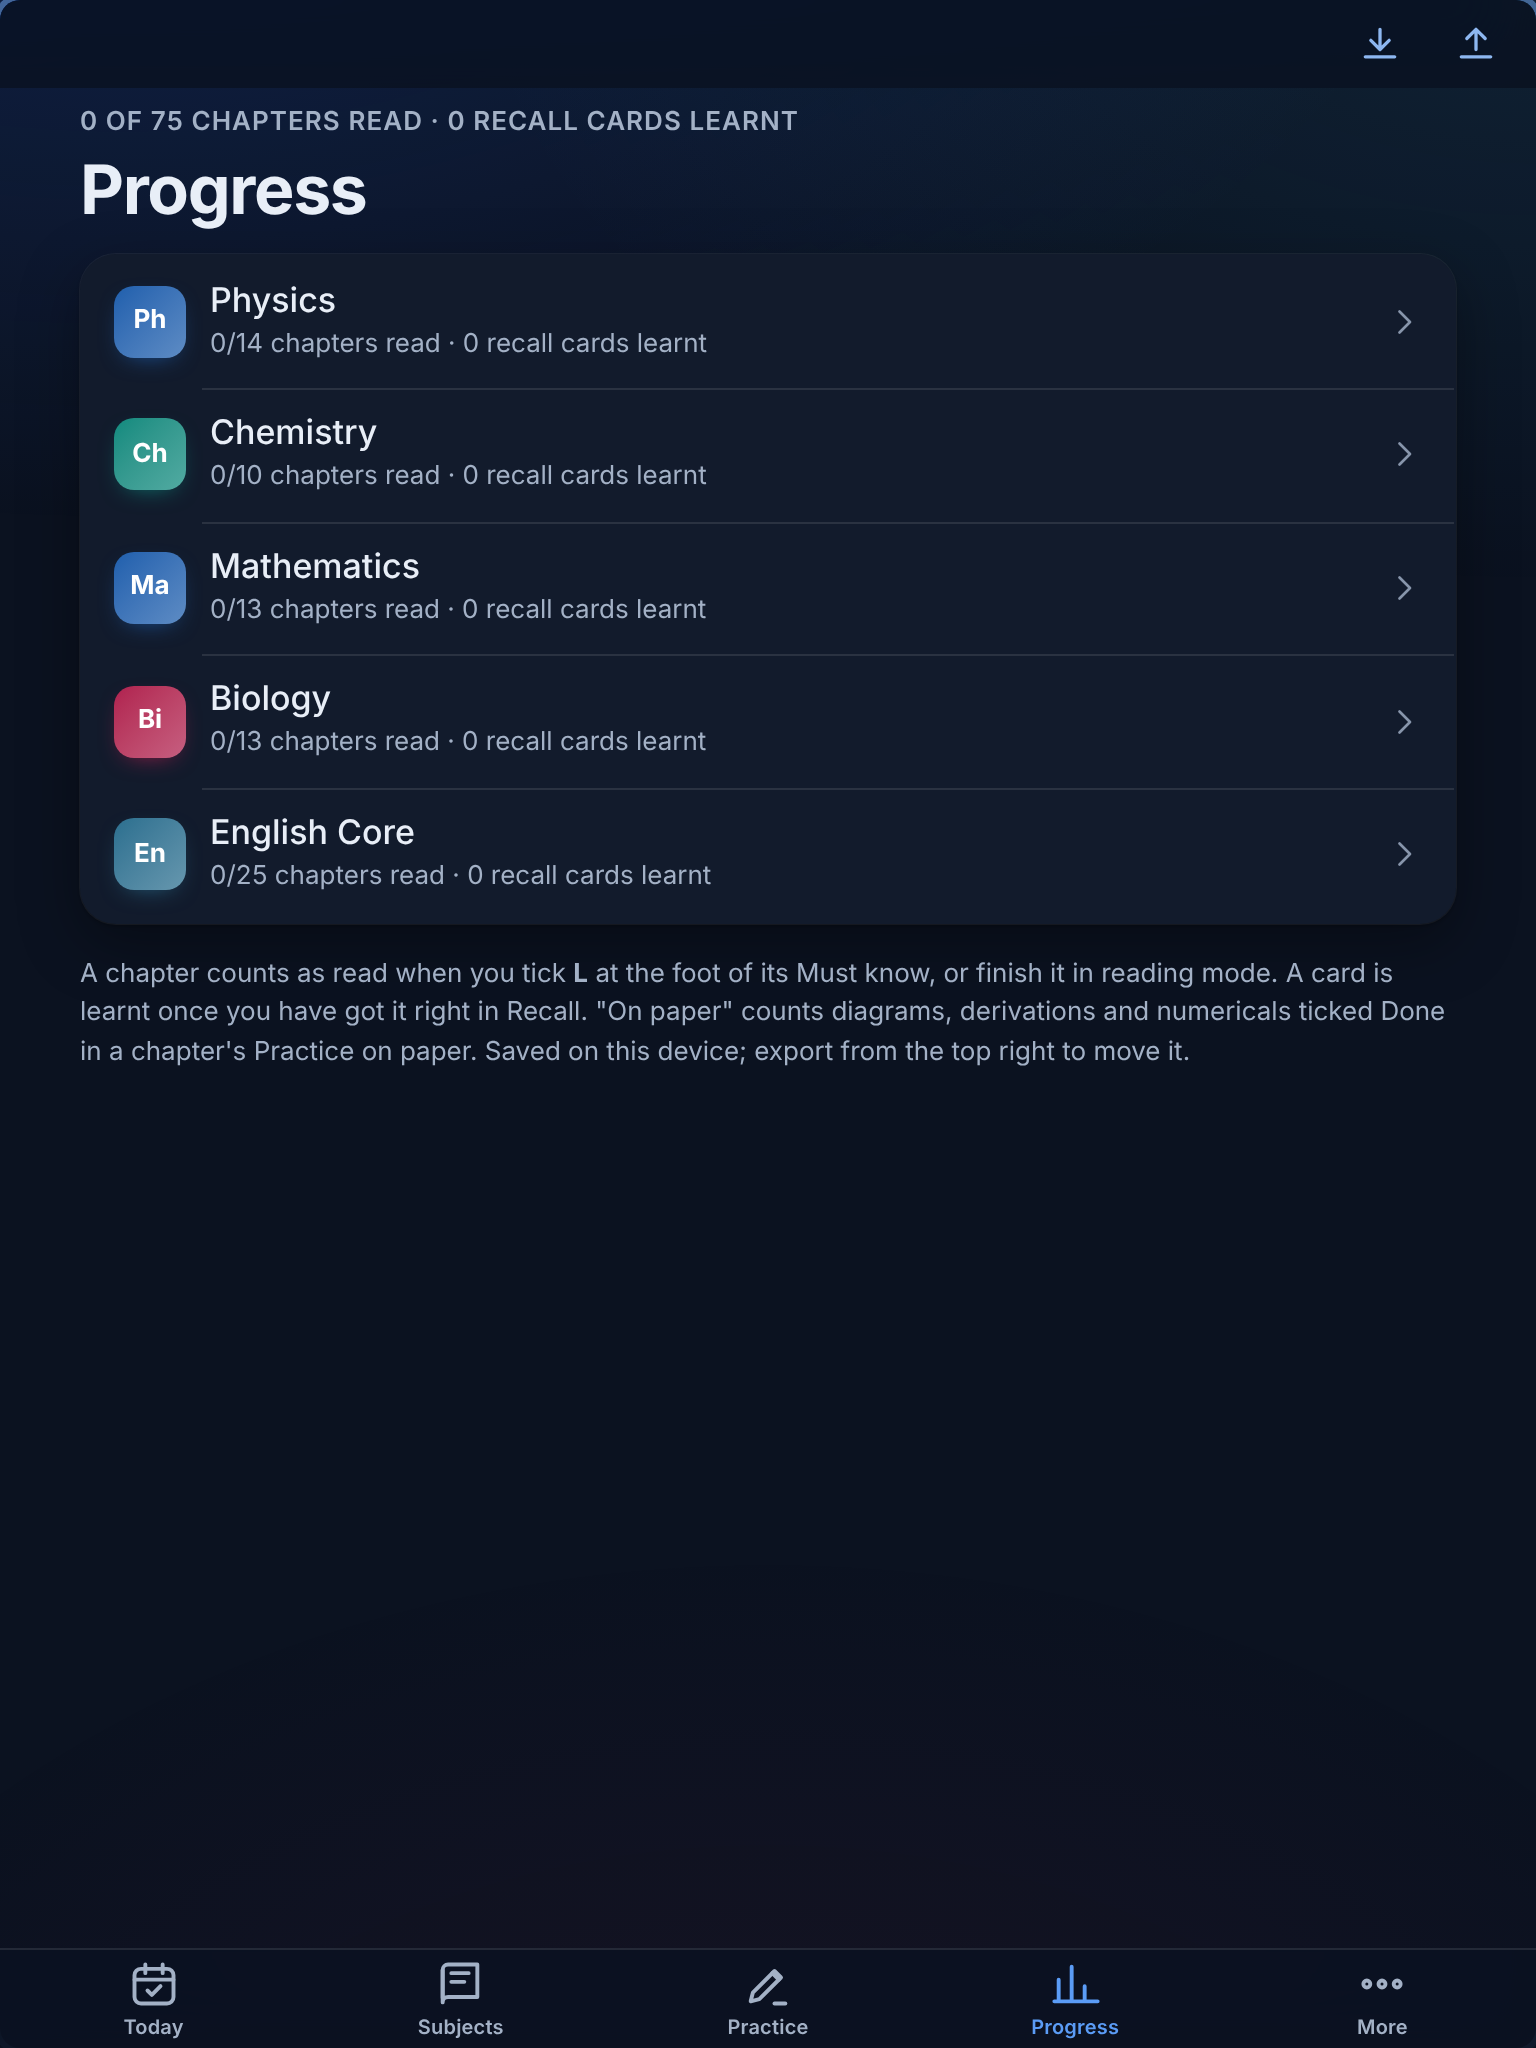 0 OF 75 CHAPTERS READ · 0 RECALL CARDS LEARNT
Progress
Ph
Physics
0/14 chapters read · 0 recall cards learnt
Ch
Chemistry
0/10 chapters read · 0 recall cards learnt
Ma
Mathematics
0/13 chapters read · 0 recall cards learnt
Bi
Biology
0/13 chapters read · 0 recall cards learnt
En
English Core
0/25 chapters read · 0 recall cards learnt
A chapter counts as read when you tick L at the foot of its Must know, or finish it in reading mode. A card is
learnt once you have got it right in Recall. "On paper" counts diagrams, derivations and numericals ticked Done
in a chapter's Practice on paper. Saved on this device; export from the top right to move it.
Today
Subjects
Practice
Progress
More